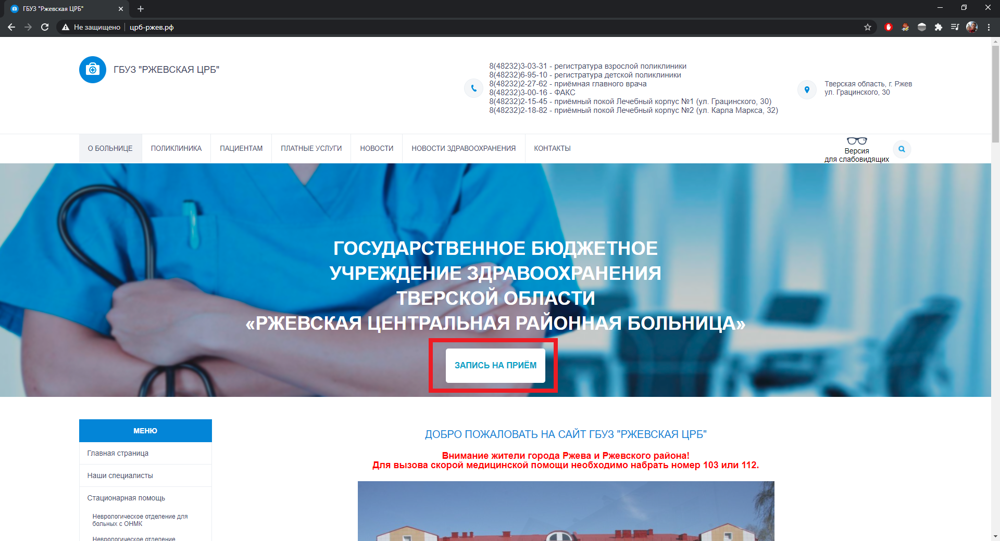 ГБУЗ "Ржевская ЦРБ"
Не защищено
црб-ржев.рф
ГБУЗ "РЖЕВСКАЯ ЦРБ"
8(48232)3-03-31 - регистратура взрослой поликлиники
8(48232)6-95-10 - регистратура детской поликлиники
8(48232)2-27-62 - приёмная главного врача
8(48232)3-00-16 - ФАКС
8(48232)2-15-45 - приёмный покой Лечебный корпус №1 (ул. Грацинского, 30)
8(48232)2-18-82 - приёмный покой Лечебный корпус №2 (ул. Карла Маркса, 32)
Тверская область, г. Ржев
ул. Грацинского, 30
О БОЛЬНИЦЕ
ПОЛИКЛИНИКА
ПАЦИЕНТАМ
ПЛАТНЫЕ УСЛУГИ
НОВОСТИ
НОВОСТИ ЗДРАВООХРАНЕНИЯ
КОНТАКТЫ
Версия
для слабовидящих
ГОСУДАРСТВЕННОЕ БЮДЖЕТНОЕ
УЧРЕЖДЕНИЕ ЗДРАВООХРАНЕНИЯ
ТВЕРСКОЙ ОБЛАСТИ
«РЖЕВСКАЯ ЦЕНТРАЛЬНАЯ РАЙОННАЯ БОЛЬНИЦА»
ЗАПИСЬ НА ПРИЁМ
МЕНЮ
Главная страница
Наши специалисты
Стационарная помощь
Неврологическое отделение для
больных с ОНМК
Неврологическое отделение
ДОБРО ПОЖАЛОВАТЬ НА САЙТ ГБУЗ "РЖЕВСКАЯ ЦРБ"
Внимание жители города Ржева и Ржевского района!
Для вызова скорой медицинской помощи необходимо набрать номер 103 или 112.